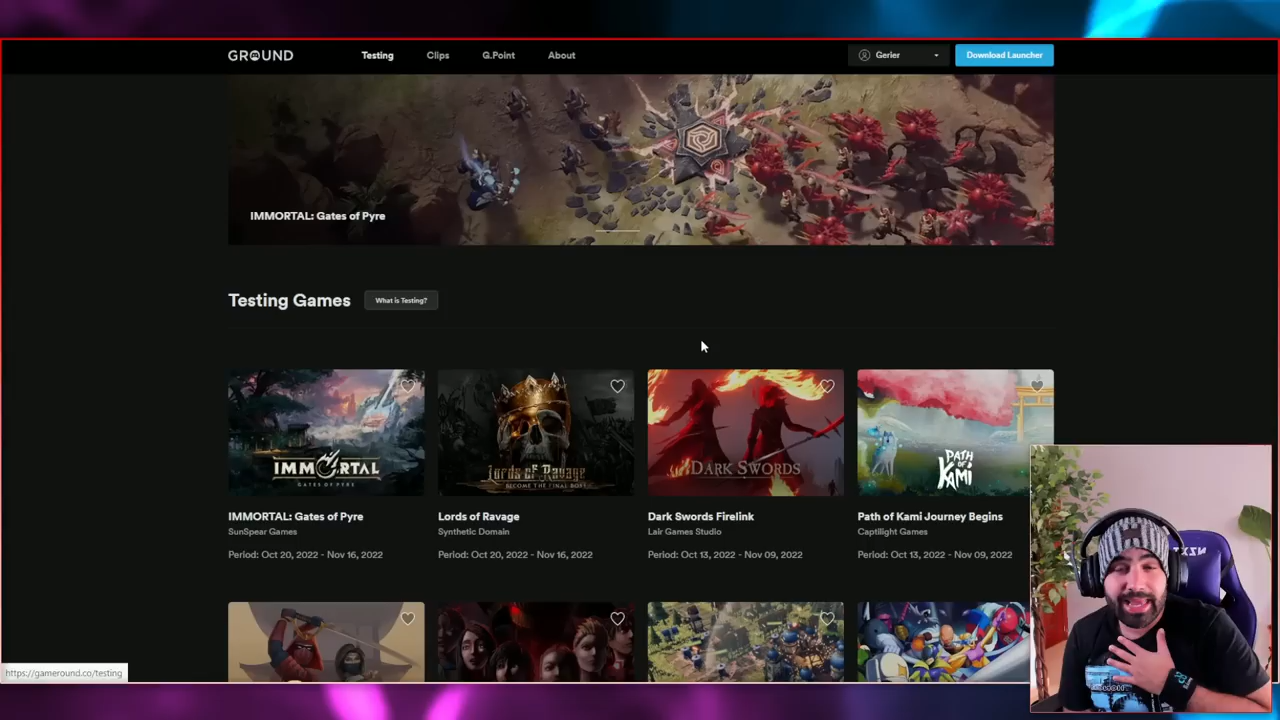 GROUND
Testing
Clips
G.Point
About
Gerier
Download Launcher
IMMORTAL: Gates of Pyre
Testing Games
What is Testing?
IMMORTAL
GATES OF PYRE
Lords of Ravage
BECOME THE FINAL BOSS
DARK SWORDS
PATH OF KAMI
IMMORTAL: Gates of Pyre
SunSpear Games
Period: Oct 20, 2022 - Nov 16, 2022
Lords of Ravage
Synthetic Domain
Period: Oct 20, 2022 - Nov 16, 2022
Dark Swords Firelink
Lair Games Studio
Period: Oct 13, 2022 - Nov 09, 2022
Path of Kami Journey Begins
Captilight Games
Period: Oct 13, 2022 - Nov 09, 2022
https://gameround.co/testing